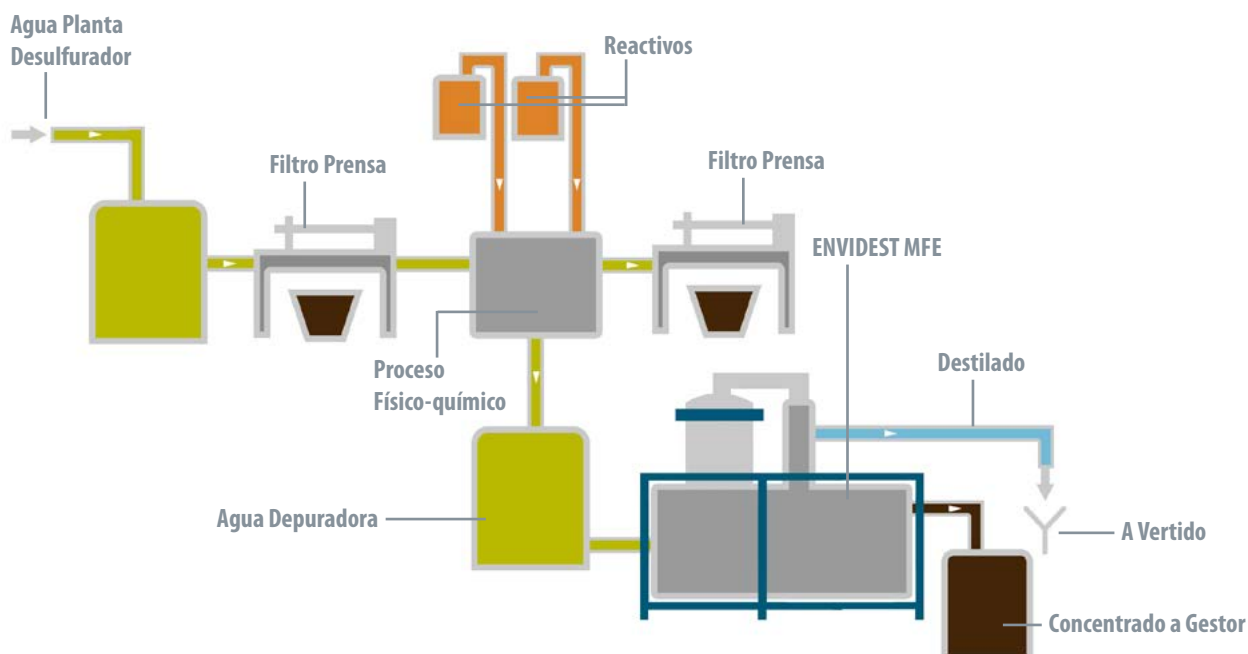 Agua Planta
Desulfurador
Reactivos
Filtro Prensa
Filtro Prensa
ENVIDEST MFE
Proceso
Físico-químico
Destilado
Agua Depuradora
A Vertido
Concentrado a Gestor